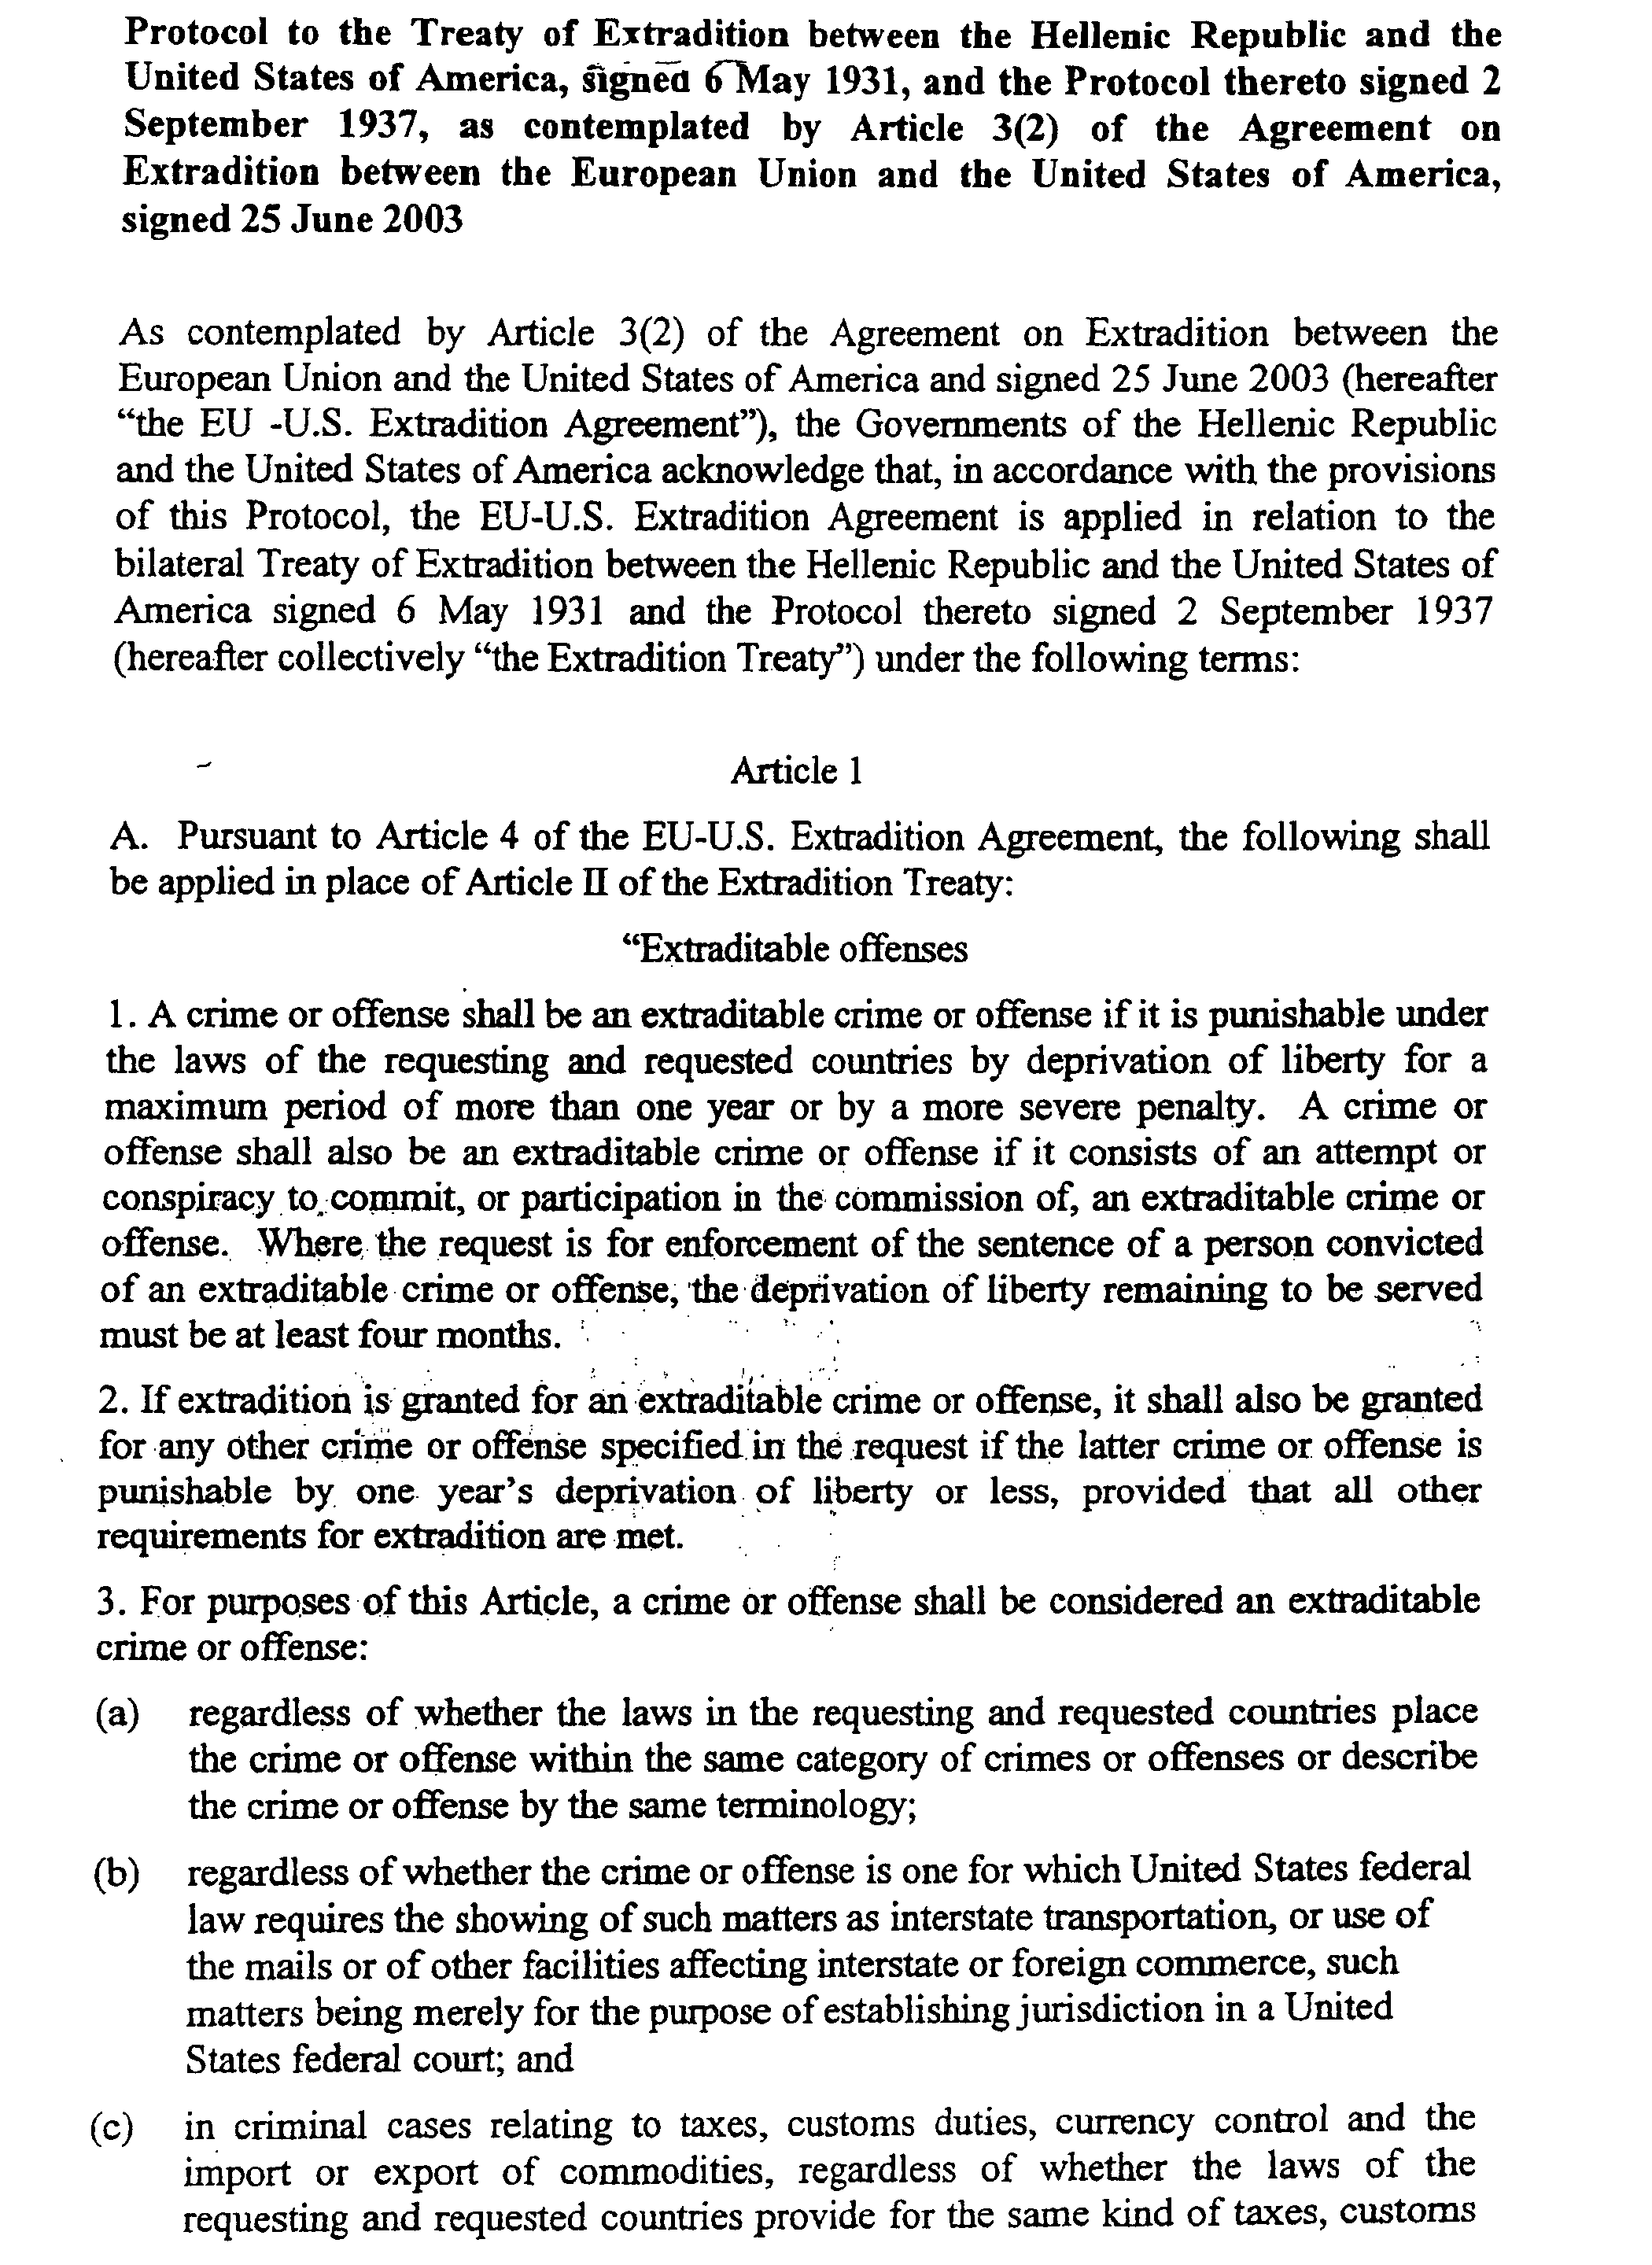 Protocol to the Treaty of Extradition between the Hellenic Republic and the
United States of America, signed 6 May 1931, and the Protocol thereto signed 2
September 1937, as contemplated by Article 3(2) of the Agreement on
Extradition between the European Union and the United States of America,
signed 25 June 2003
As contemplated by Article 3(2) of the Agreement on Extradition between the
European Union and the United States of America and signed 25 June 2003 (hereafter
“the EU -U.S. Extradition Agreement”), the Governments of the Hellenic Republic
and the United States of America acknowledge that, in accordance with the provisions
of this Protocol, the EU-U.S. Extradition Agreement is applied in relation to the
bilateral Treaty of Extradition between the Hellenic Republic and the United States of
America signed 6 May 1931 and the Protocol thereto signed 2 September 1937
(hereafter collectively “the Extradition Treaty”) under the following terms:
Article 1
A. Pursuant to Article 4 of the EU-U.S. Extradition Agreement, the following shall
be applied in place of Article II of the Extradition Treaty:
“Extraditable offenses
1. A crime or offense shall be an extraditable crime or offense if it is punishable under
the laws of the requesting and requested countries by deprivation of liberty for a
maximum period of more than one year or by a more severe penalty. A crime or
offense shall also be an extraditable crime or offense if it consists of an attempt or
conspiracy to commit, or participation in the commission of, an extraditable crime or
offense. Where the request is for enforcement of the sentence of a person convicted
of an extraditable crime or offense, the deprivation of liberty remaining to be served
must be at least four months.
2. If extradition is granted for an extraditable crime or offense, it shall also be granted
for any other crime or offense specified in the request if the latter crime or offense is
punishable by one year’s deprivation of liberty or less, provided that all other
requirements for extradition are met.
3. For purposes of this Article, a crime or offense shall be considered an extraditable
crime or offense:
(a) regardless of whether the laws in the requesting and requested countries place
the crime or offense within the same category of crimes or offenses or describe
the crime or offense by the same terminology;
(b) regardless of whether the crime or offense is one for which United States federal
law requires the showing of such matters as interstate transportation, or use of
the mails or of other facilities affecting interstate or foreign commerce, such
matters being merely for the purpose of establishing jurisdiction in a United
States federal court; and
(c) in criminal cases relating to taxes, customs duties, currency control and the
import or export of commodities, regardless of whether the laws of the
requesting and requested countries provide for the same kind of taxes, customs